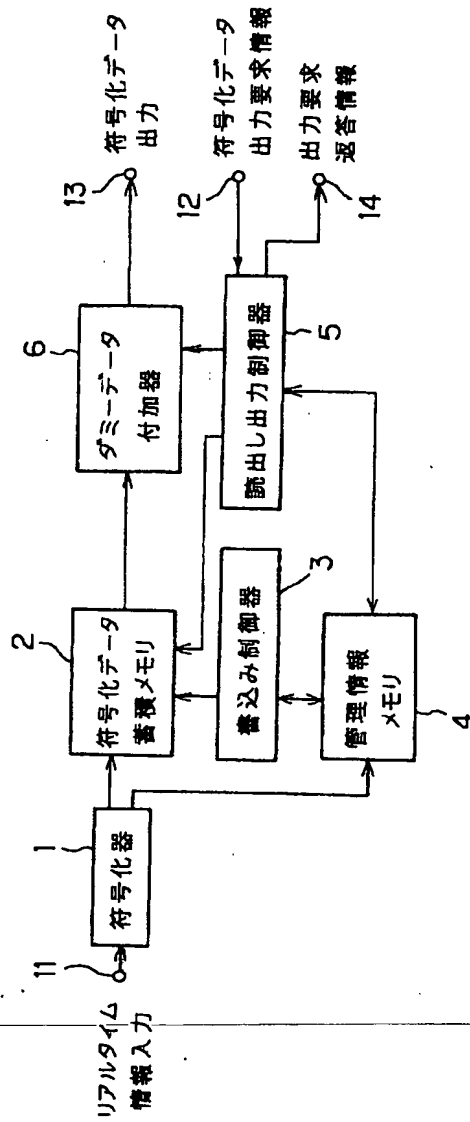 リアルタイム
情報入力
11
1
符号化器
2
符号化データ
蓄積メモリ
書込み制御器
3
管理情報
メモリ
4
6
ダミーデータ
付加器
読出し出力制御器
5
13
符号化データ
出力
12
符号化データ
出力要求情報
14
出力要求
返答情報